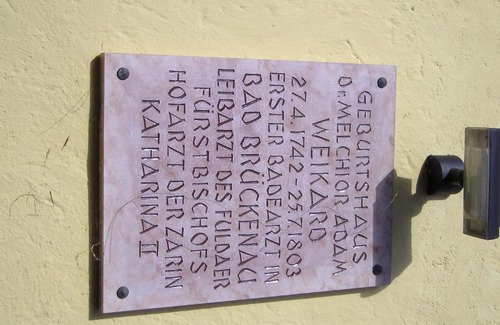 GEBURTSHAUS
Dr. MELCHIOR ADAM
WEIKARD
27.4.1742-25.7.1803
ERSTER BADEARZT IN
BAD BRÜCKENAU
LEIBARZT DES FULDAER
FÜRSTBISCHOFS
HOFARZT DER ZARIN
KATHARINA II